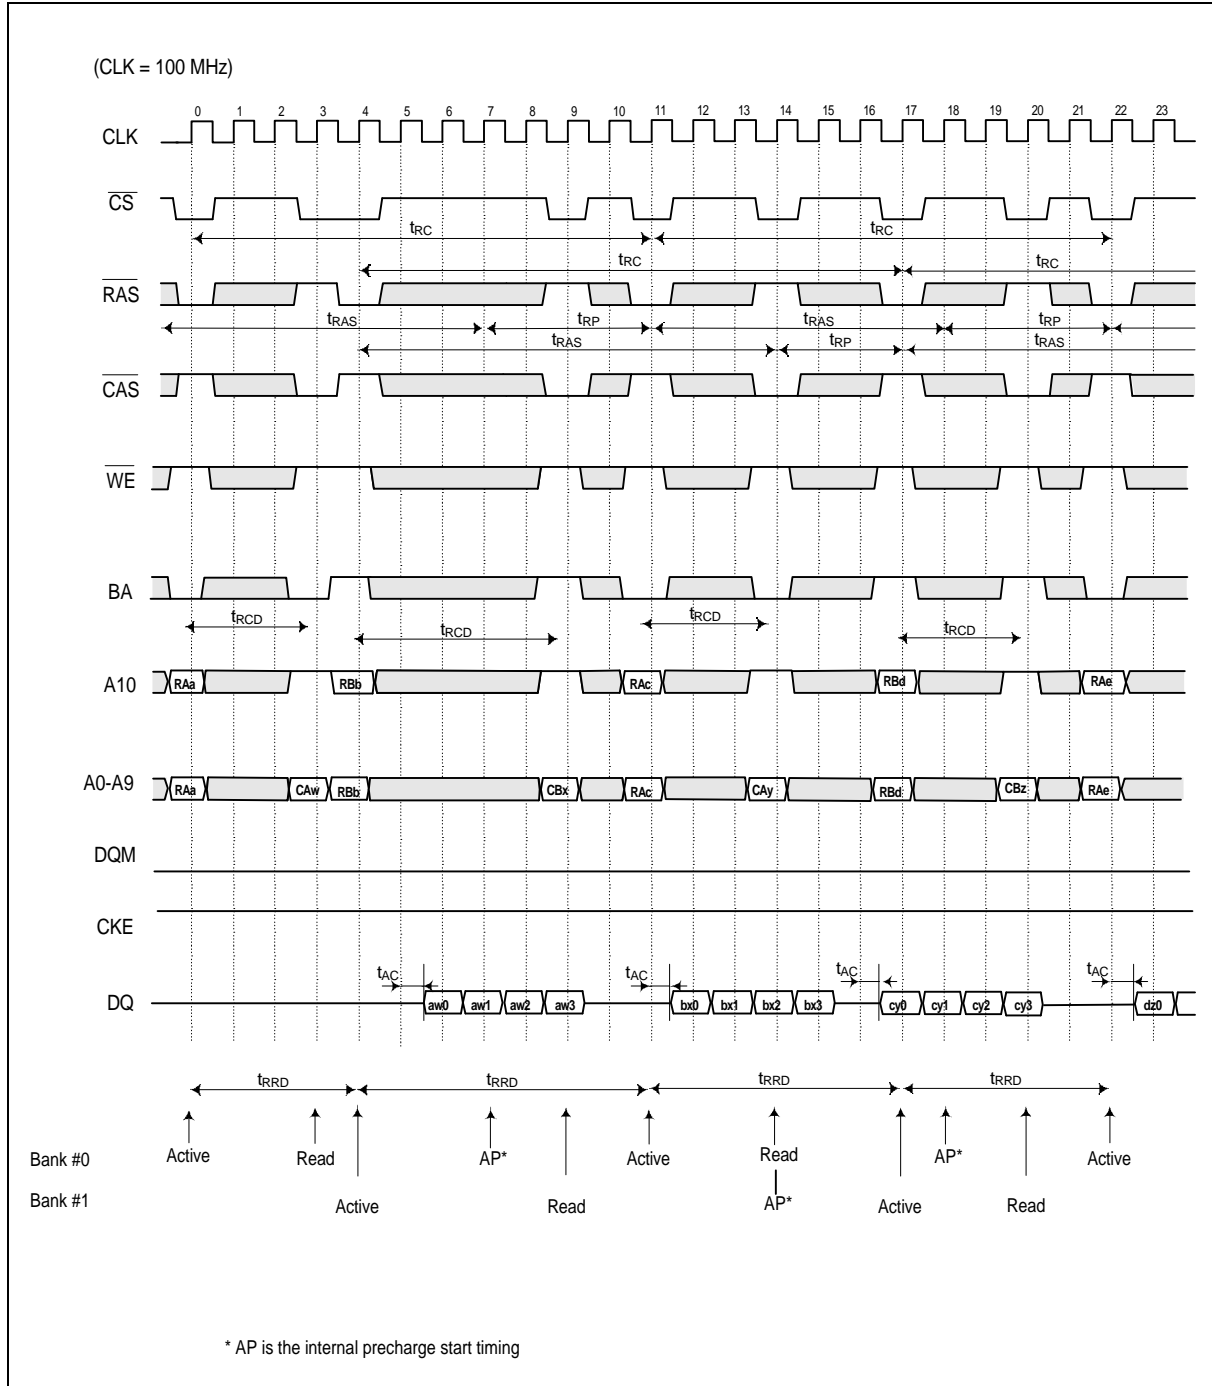 (CLK = 100 MHz)
0 1 2 3 4 5 6 7 8 9 10 11 12 13 14 15 16 17 18 19 20 21 22 23
CLK
CS
tRC tRC
tRC tRC
RAS
tRAS tRP tRAS tRP
tRAS tRP tRAS
CAS
WE
BA
tRCD tRCD tRCD tRCD
A10 RAa RBb RAc RBd RAe
A0-A9 RAa CAw RBb CBx RAc CAy RBd CBz RAe
DQM
CKE
tAC tAC tAC tAC
DQ aw0 aw1 aw2 aw3 bx0 bx1 bx2 bx3 cy0 cy1 cy2 cy3 dz0
tRRD tRRD tRRD tRRD
Bank #0 Active Read AP* Active Read AP* Active
Bank #1 Active Read AP* Active Read
* AP is the internal precharge start timing